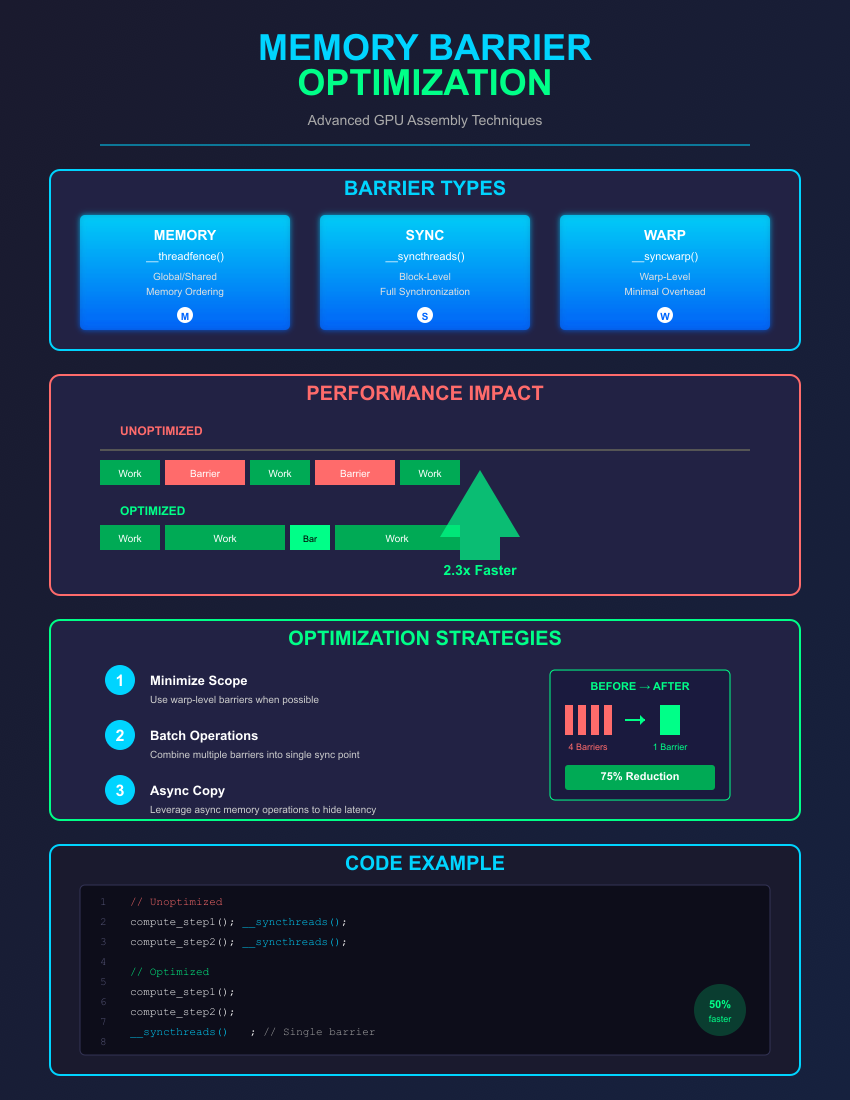 MEMORY BARRIER
OPTIMIZATION
Advanced GPU Assembly Techniques
BARRIER TYPES
MEMORY
__threadfence()
Global/Shared
Memory Ordering
M
SYNC
__syncthreads()
Block-Level
Full Synchronization
S
WARP
__syncwarp()
Warp-Level
Minimal Overhead
W
PERFORMANCE IMPACT
UNOPTIMIZED
Work Barrier Work Barrier Work
OPTIMIZED
Work Work Bar Work
2.3x Faster
OPTIMIZATION STRATEGIES
1 Minimize Scope
Use warp-level barriers when possible
2 Batch Operations
Combine multiple barriers into single sync point
3 Async Copy
Leverage async memory operations to hide latency
BEFORE → AFTER
4 Barriers 1 Barrier
75% Reduction
CODE EXAMPLE
1 // Unoptimized
2 compute_step1(); __syncthreads();
3 compute_step2(); __syncthreads();
4
5 // Optimized
6 compute_step1();
7 compute_step2();
8 __syncthreads() ; // Single barrier
50%
faster